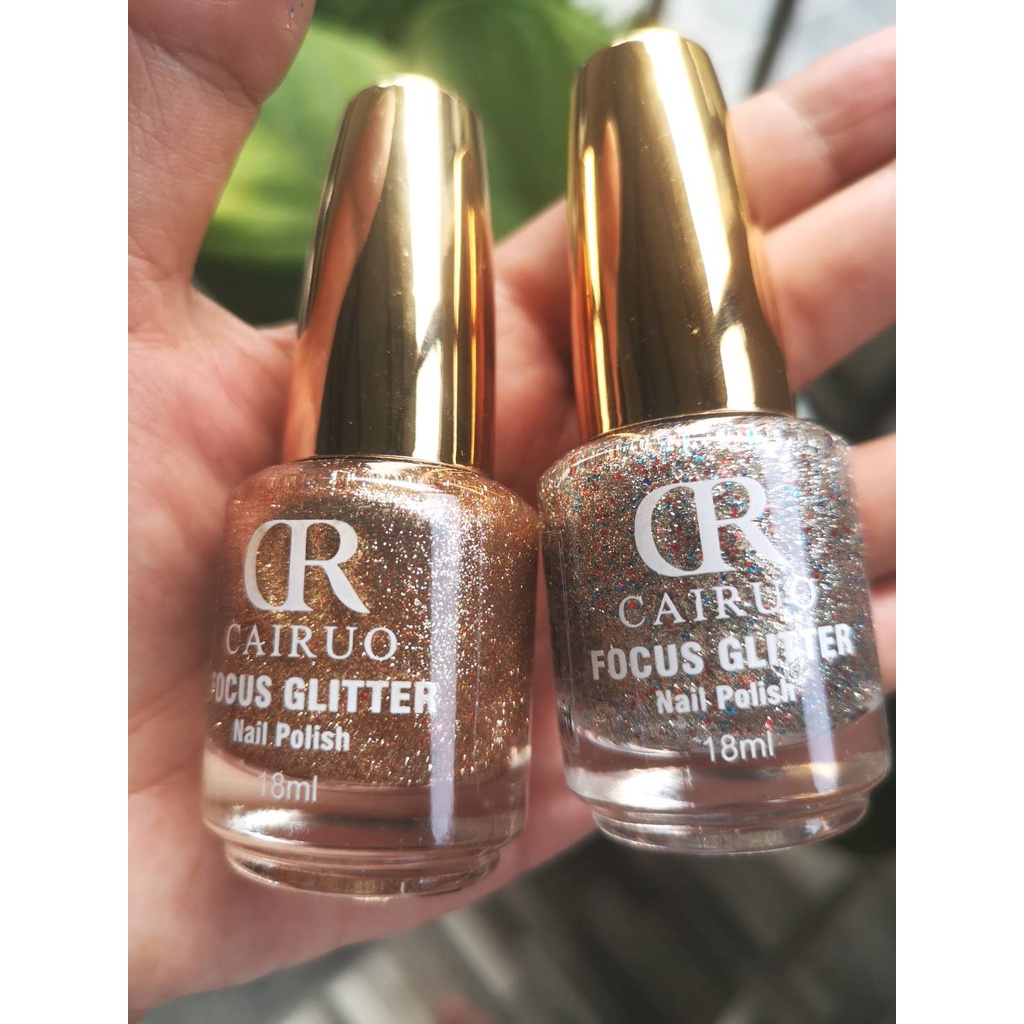 CR
CAIRUO
FOCUS GLITTER
Nail Polish
18ml
CR
CAIRUO
FOCUS GLITTER
Nail Polish
18ml